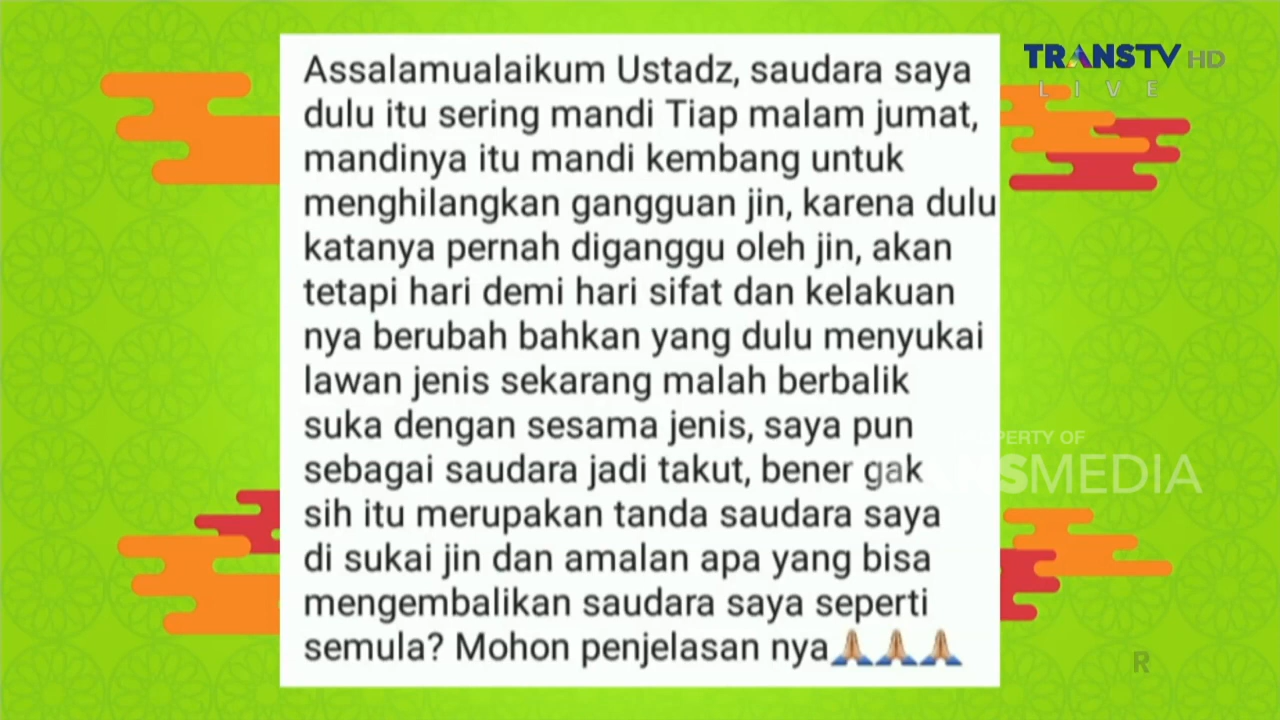 TRANSTV HD
LIVE
Assalamualaikum Ustadz, saudara saya
dulu itu sering mandi Tiap malam jumat,
mandinya itu mandi kembang untuk
menghilangkan gangguan jin, karena dulu
katanya pernah diganggu oleh jin, akan
tetapi hari demi hari sifat dan kelakuan
nya berubah bahkan yang dulu menyukai
lawan jenis sekarang malah berbalik
suka dengan sesama jenis, saya pun
sebagai saudara jadi takut, bener gak
sih itu merupakan tanda saudara saya
di sukai jin dan amalan apa yang bisa
mengembalikan saudara saya seperti
semula? Mohon penjelasan nya🙏🏼🙏🏼🙏🏼
PROPERTY OF
TRANSMEDIA
R